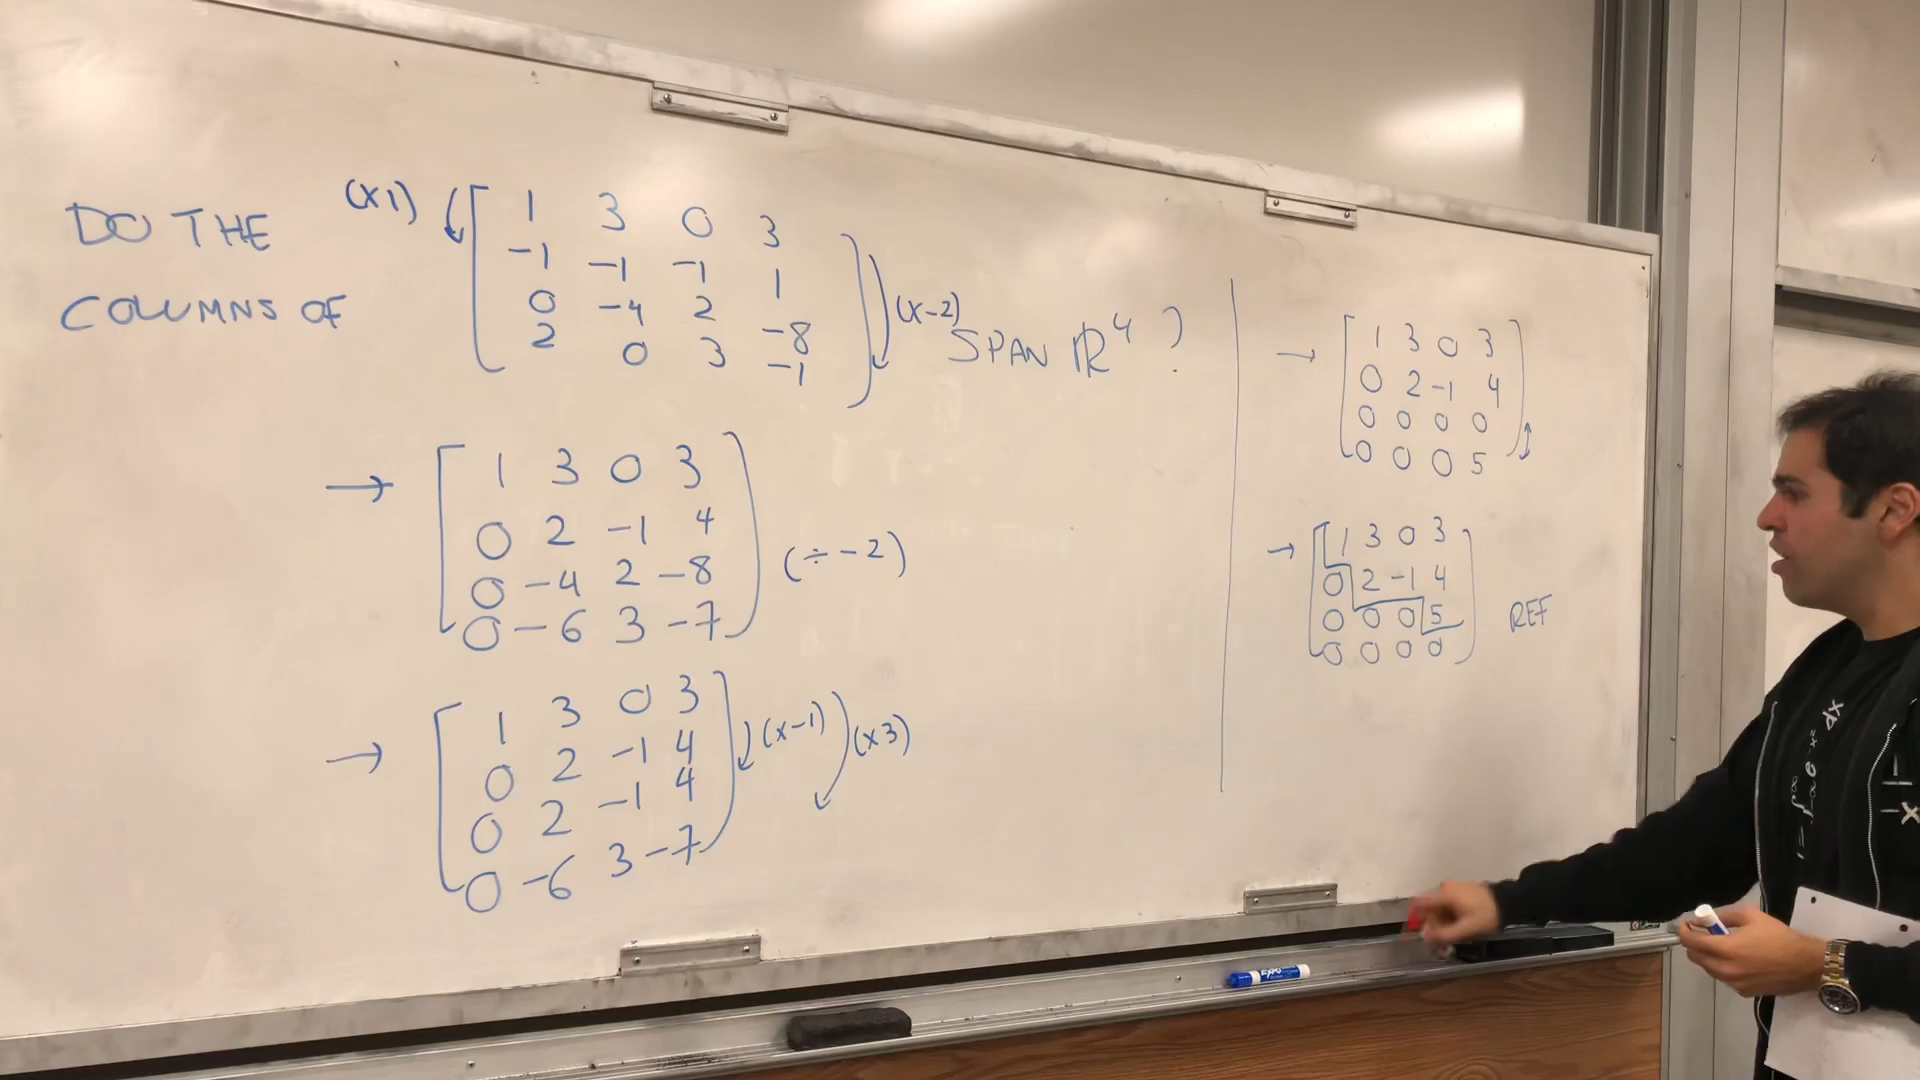 DO THE
COLUMNS OF
(x1)
1 3 0 3
-1 -1 -1 1
0 -4 2 -8
2 0 3 -1
(x-2)
SPAN ℝ⁴ ?
→
1 3 0 3
0 2 -1 4
0 -4 2 -8
0 -6 3 -7
(÷ -2)
→
1 3 0 3
0 2 -1 4
0 2 -1 4
0 -6 3 -7
(x-1)
(x3)
→
1 3 0 3
0 2 -1 4
0 0 0 0
0 0 0 5
→
1 3 0 3
0 2 -1 4
0 0 0 5
0 0 0 0
REF
EXPO